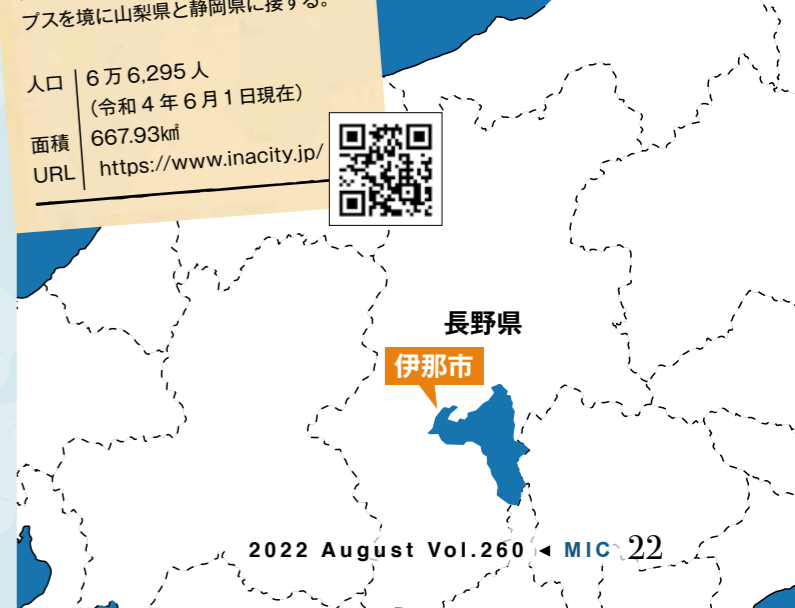 プスを境に山梨県と静岡県に接する。
人口 6万6,295人
（令和4年6月1日現在）
面積 667.93㎢
URL https://www.inacity.jp/
長野県
伊那市
2022 August Vol.260 ◄ MIC 22